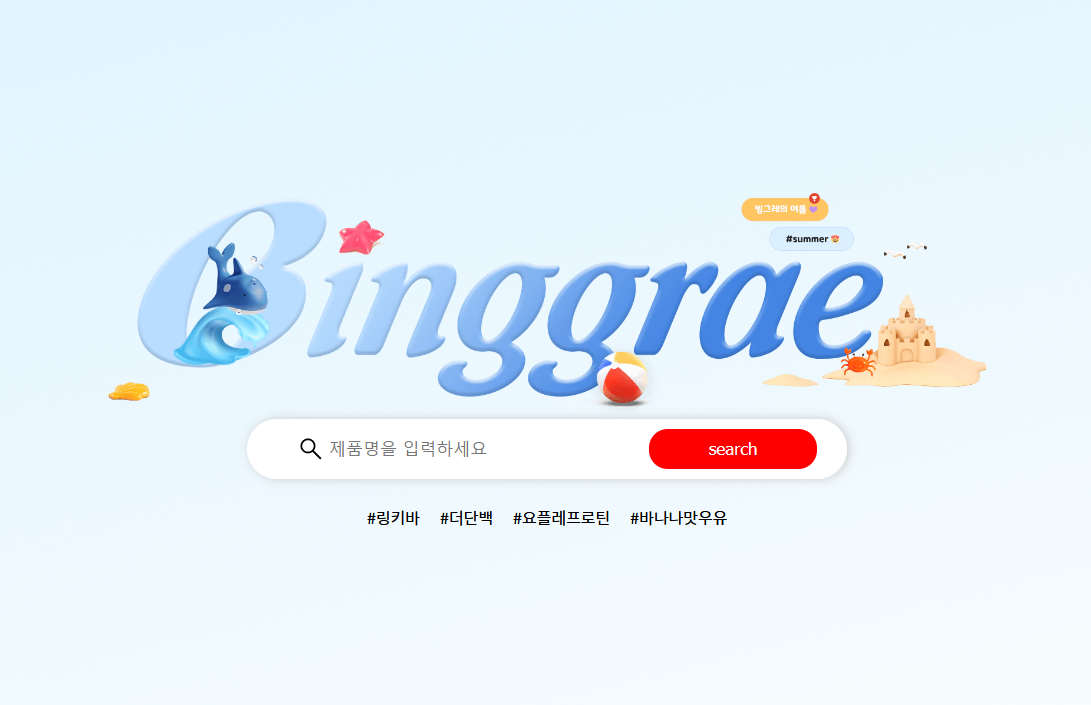 빙그레의 여름
#summer
Binggrae
제품명을 입력하세요
search
#링키바 #더단백 #요플레프로틴 #바나나맛우유